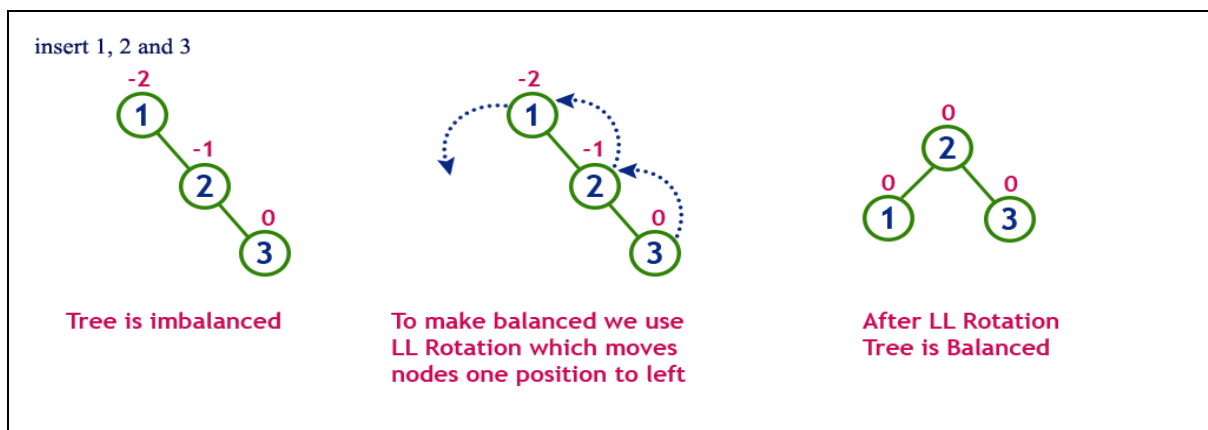 insert 1, 2 and 3
-2
1
-1
2
0
3
Tree is imbalanced
-2
1
-1
2
0
3
To make balanced we use
LL Rotation which moves
nodes one position to left
0
2
0
1
0
3
After LL Rotation
Tree is Balanced